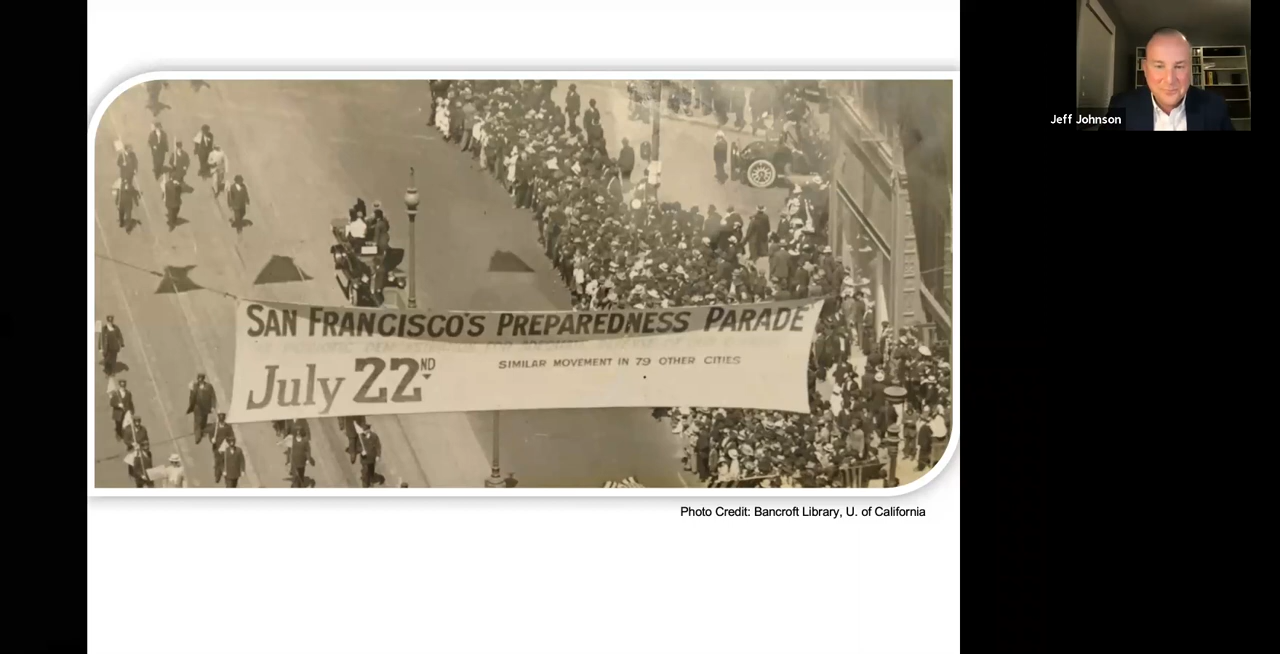 SAN FRANCISCO'S PREPAREDNESS PARADE
July 22ND
SIMILAR MOVEMENT IN 79 OTHER CITIES
Photo Credit: Bancroft Library, U. of California
Jeff Johnson